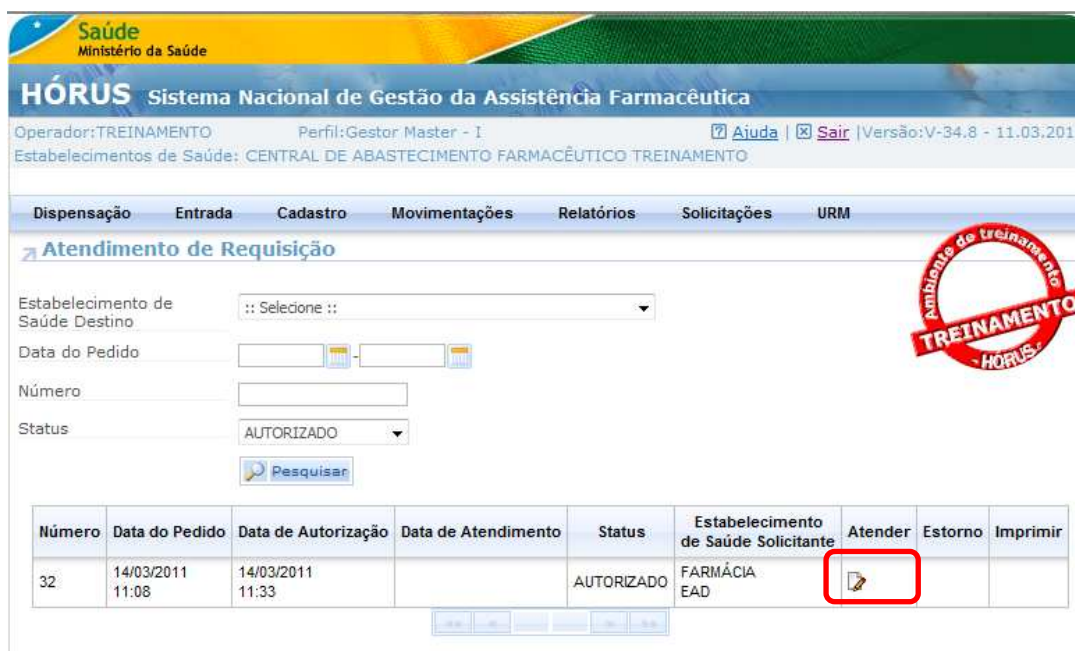 Saúde
Ministério da Saúde
HÓRUS Sistema Nacional de Gestão da Assistência Farmacêutica
Operador:TREINAMENTO Perfil:Gestor Master - I Ajuda | Sair |Versão:V-34.8 - 11.03.201
Estabelecimentos de Saúde: CENTRAL DE ABASTECIMENTO FARMACÊUTICO TREINAMENTO
Dispensação Entrada Cadastro Movimentações Relatórios Solicitações URM
Atendimento de Requisição
Ambiente de treinamento
TREINAMENTO
- HÓRUS -
Estabelecimento de
Saúde Destino
:: Selecione ::
Data do Pedido -
Número
Status AUTORIZADO
Pesquisar
Número Data do Pedido Data de Autorização Data de Atendimento Status Estabelecimento de Saúde Solicitante Atender Estorno Imprimir
32 14/03/2011 11:08 14/03/2011 11:33 AUTORIZADO FARMÁCIA EAD